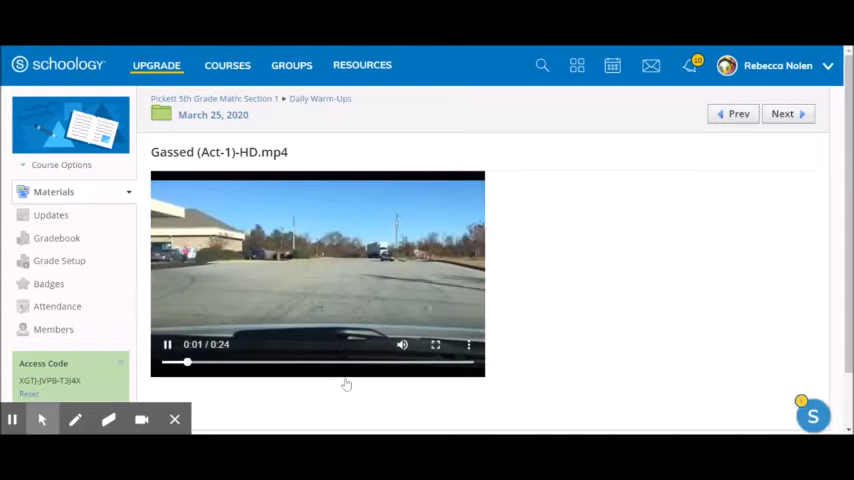 schoology
UPGRADE
COURSES
GROUPS
RESOURCES
10
Rebecca Nolen
Pickett 5th Grade Math: Section 1 ▸ Daily Warm-Ups
March 25, 2020
Prev
Next
Gassed (Act-1)-HD.mp4
Course Options
Materials
Updates
Gradebook
Grade Setup
Badges
Attendance
Members
Access Code
XGTJ-JVPB-T3J4X
Reset
0:01 / 0:24
S